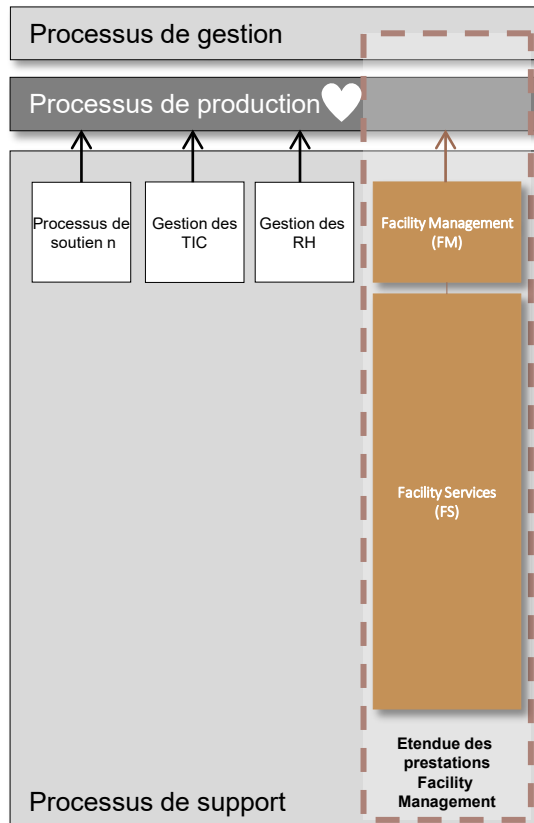 Processus de gestion
Processus de production
Processus de
soutien n
Gestion des
TIC
Gestion des
RH
Facility Management
(FM)
Facility Services
(FS)
Etendue des
prestations
Facility
Management
Processus de support